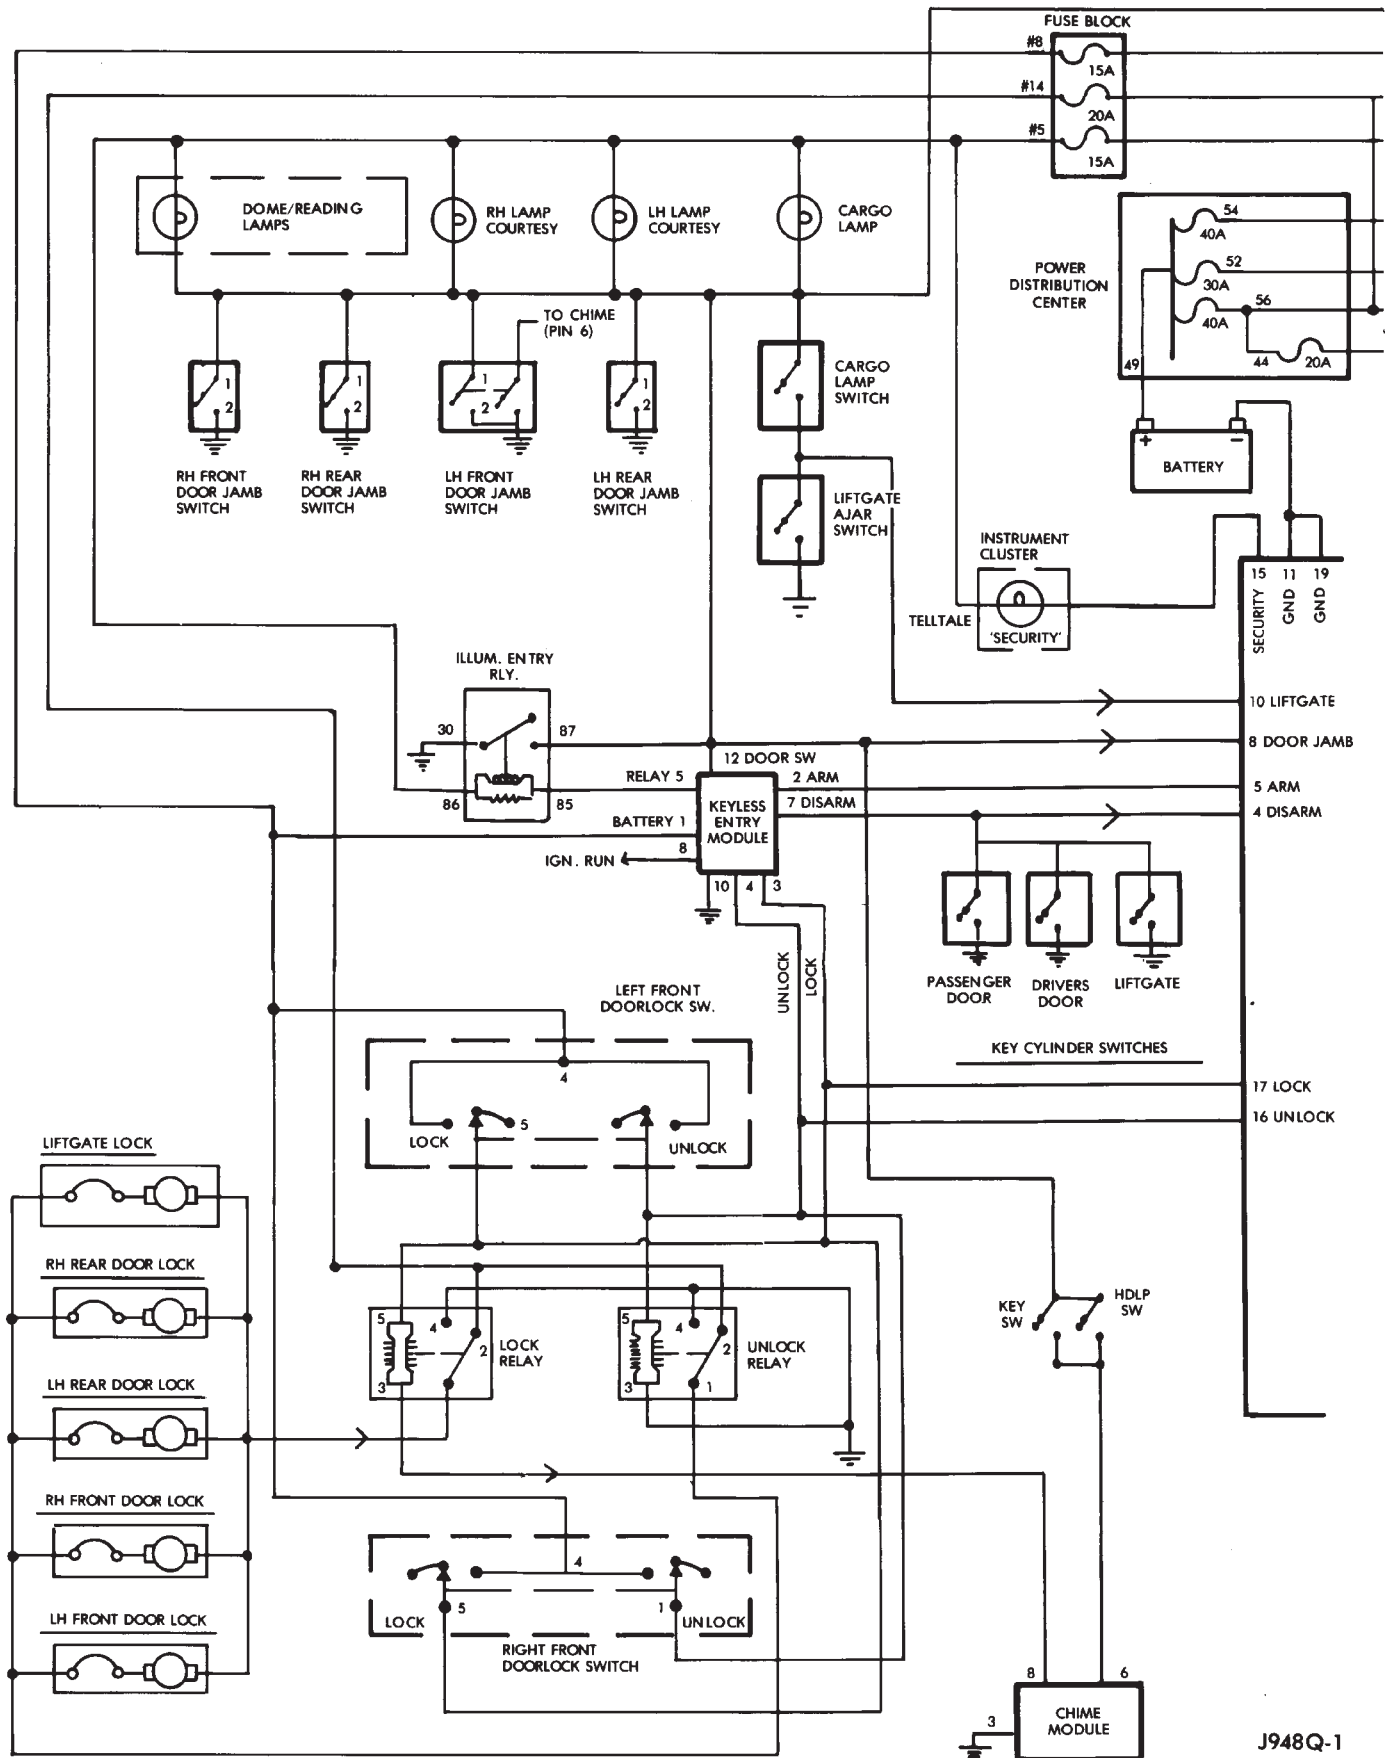 FUSE BLOCK
#8
15A
#14
20A
#5
15A
DOME/READING
LAMPS
RH LAMP
COURTESY
LH LAMP
COURTESY
CARGO
LAMP
54
40A
52
30A
56
40A
44
20A
49
POWER
DISTRIBUTION
CENTER
TO CHIME
(PIN 6)
1
2
1
2
1
2
1
2
CARGO
LAMP
SWITCH
+
-
BATTERY
RH FRONT
DOOR JAMB
SWITCH
RH REAR
DOOR JAMB
SWITCH
LH FRONT
DOOR JAMB
SWITCH
LH REAR
DOOR JAMB
SWITCH
LIFTGATE
AJAR
SWITCH
INSTRUMENT
CLUSTER
TELLTALE
'SECURITY'
15
11
19
SECURITY
GND
GND
ILLUM. ENTRY
RLY.
30
87
86
85
10 LIFTGATE
8 DOOR JAMB
5 ARM
4 DISARM
12 DOOR SW
RELAY 5
2 ARM
7 DISARM
BATTERY 1
KEYLESS
ENTRY
MODULE
8
IGN. RUN
10
4
3
UNLOCK
LOCK
PASSENGER
DOOR
DRIVERS
DOOR
LIFTGATE
KEY CYLINDER SWITCHES
LEFT FRONT
DOORLOCK SW.
4
5
LOCK
UNLOCK
17 LOCK
16 UNLOCK
LIFTGATE LOCK
RH REAR DOOR LOCK
LH REAR DOOR LOCK
RH FRONT DOOR LOCK
LH FRONT DOOR LOCK
5
4
2
3
LOCK
RELAY
5
4
2
3
1
UNLOCK
RELAY
KEY
SW
HDLP
SW
4
5
1
LOCK
UNLOCK
RIGHT FRONT
DOORLOCK SWITCH
8
6
3
CHIME
MODULE
J948Q-1